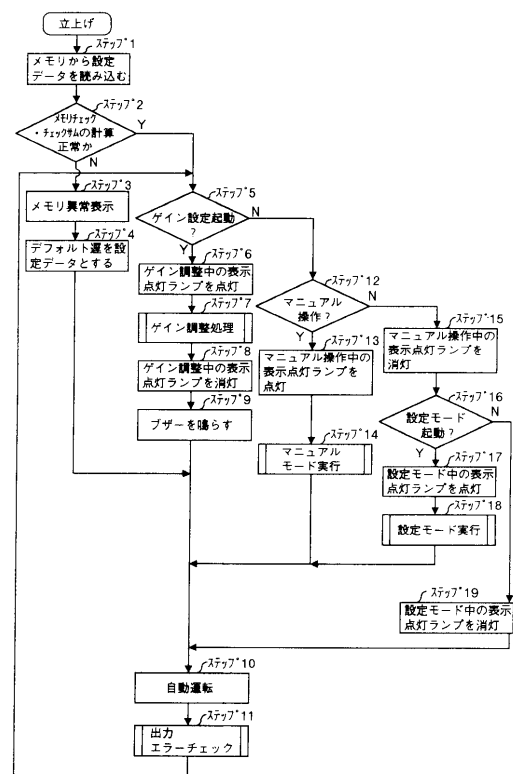 立上げ
ステップ1
メモリから設定
データを読み込む
ステップ2
メモリチェック
・チェックサムの計算
正常か
Y
N
ステップ3
メモリ異常表示
ステップ4
デフォルト遅を設
定データとする
ステップ5
ゲイン設定起動
?
N
Y
ステップ6
ゲイン調整中の表示
点灯ランプを点灯
ステップ7
ゲイン調整処理
ステップ8
ゲイン調整中の表示
点灯ランプを消灯
ステップ9
ブザーを鳴らす
ステップ12
マニュアル
操作?
N
Y
ステップ13
マニュアル操作中の
表示点灯ランプを
点灯
ステップ14
マニュアル
モード実行
ステップ15
マニュアル操作中の
表示点灯ランプを
消灯
ステップ16
設定モード
起動?
N
Y
ステップ17
設定モード中の表示
点灯ランプを点灯
ステップ18
設定モード実行
ステップ19
設定モード中の表示
点灯ランプを消灯
ステップ10
自動運転
ステップ11
出力
エラーチェック